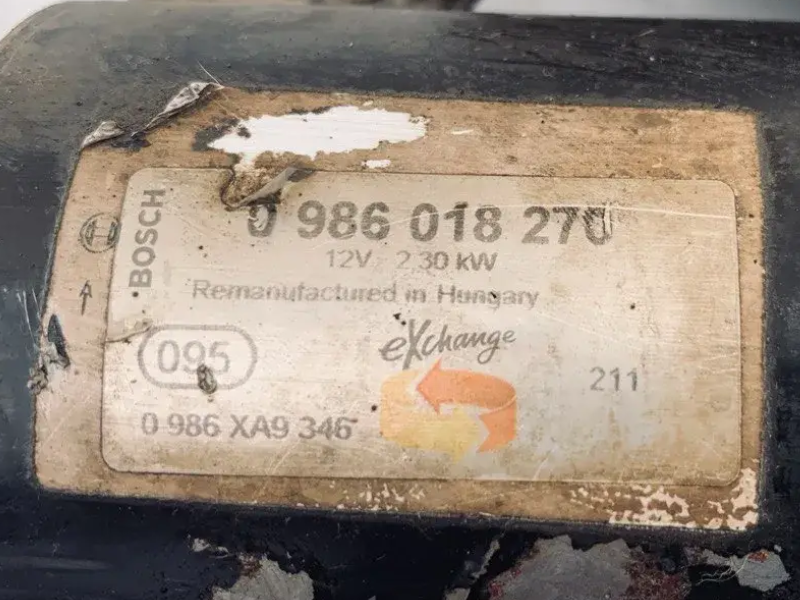 BOSCH
0 986 018 270
12V 2.30 kW
Remanufactured in Hungary
eXchange
095
211
0 986 XA9 346